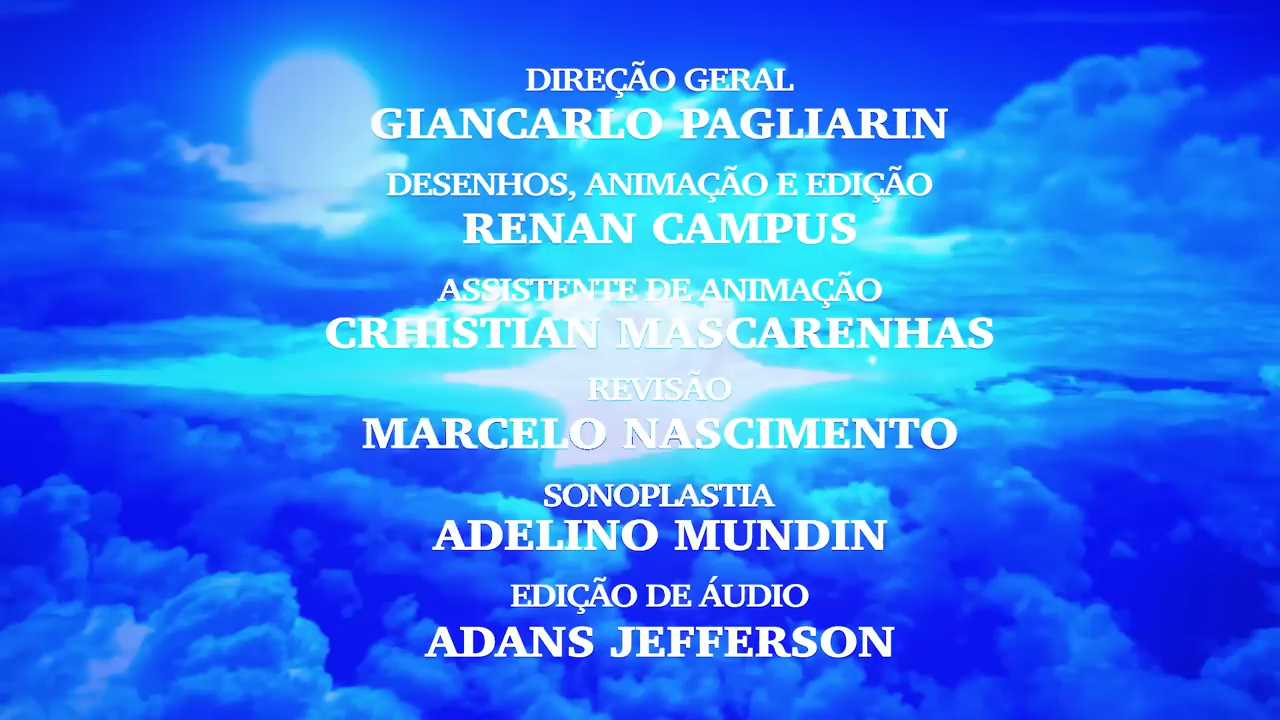 DIREÇÃO GERAL
GIANCARLO PAGLIARIN
DESENHOS, ANIMAÇÃO E EDIÇÃO
RENAN CAMPUS
ASSISTENTE DE ANIMAÇÃO
CRHISTIAN MASCARENHAS
REVISÃO
MARCELO NASCIMENTO
SONOPLASTIA
ADELINO MUNDIN
EDIÇÃO DE ÁUDIO
ADANS JEFFERSON